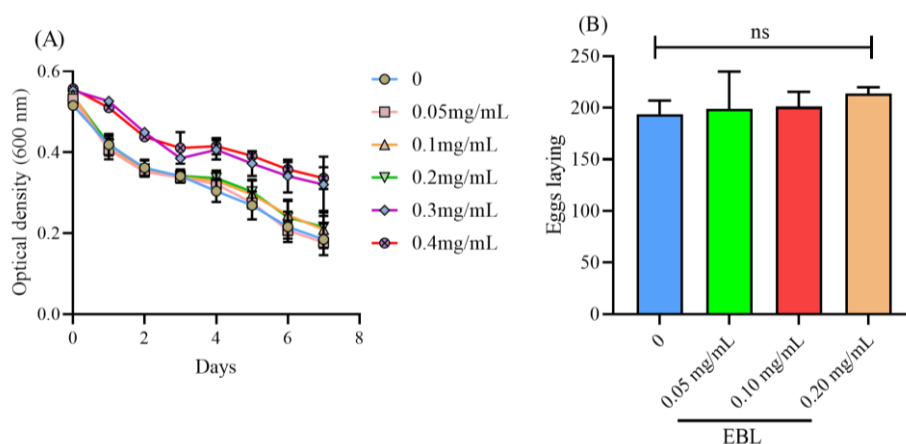 (A)
Optical density (600 nm)
0.6
0.4
0.2
0.0
0
2
4
6
8
Days
0
0.05mg/mL
0.1mg/mL
0.2mg/mL
0.3mg/mL
0.4mg/mL
(B)
ns
Eggs laying
250
200
150
100
50
0
0
0.05 mg/mL
0.10 mg/mL
0.20 mg/mL
EBL